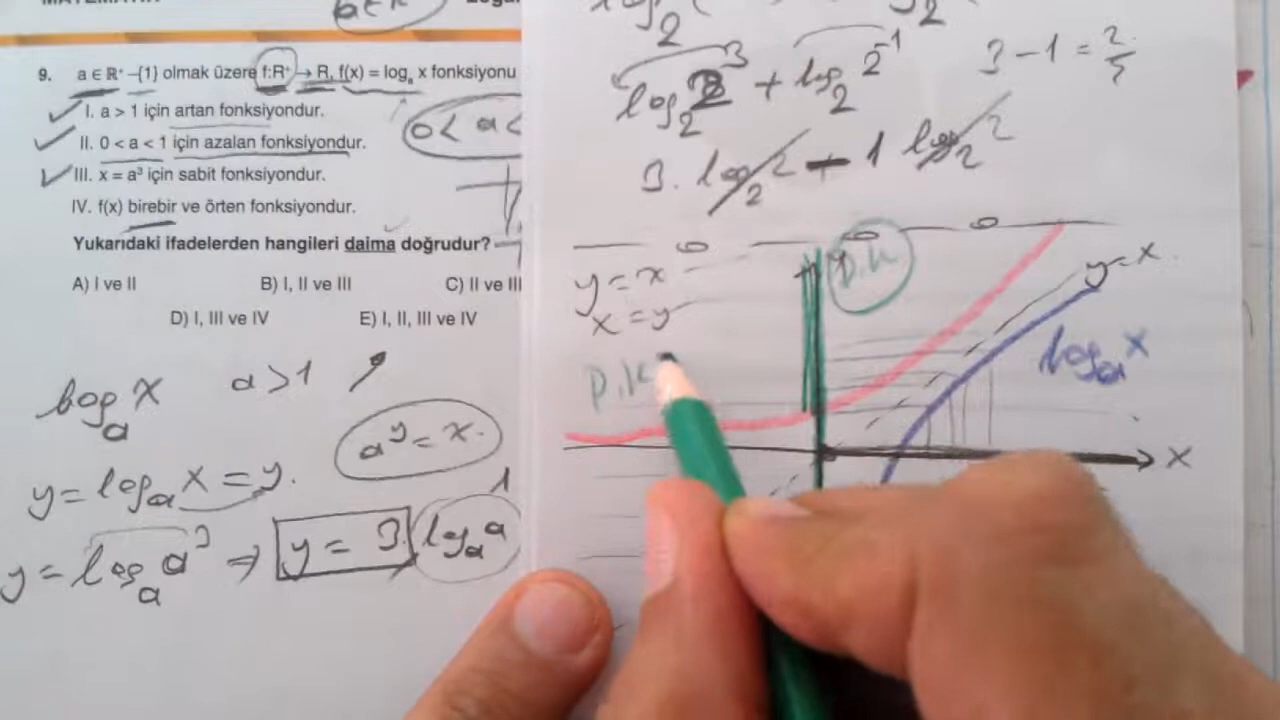 9. a ∈ R⁺ –{1} olmak üzere f:R⁺ → R, f(x) = logₐ x fonksiyonu
I. a > 1 için artan fonksiyondur.
II. 0 < a < 1 için azalan fonksiyondur.
III. x = a³ için sabit fonksiyondur.
IV. f(x) birebir ve örten fonksiyondur.
Yukarıdaki ifadelerden hangileri daima doğrudur?
A) I ve II B) I, II ve III C) II ve III
D) I, III ve IV E) I, II, III ve IV
0 < a <
logₐ x a > 1
aʸ = x.
y = logₐ x = y.
y = logₐ a³ ⇒ y = 3 logₐ a 1
log₂ 2³ + log₂ 2⁻¹ 3 – 1 = 2
3. log₂ 2 – 1 log₂ 2
y = x
x = y
D.K
y = x
logₐ x
x